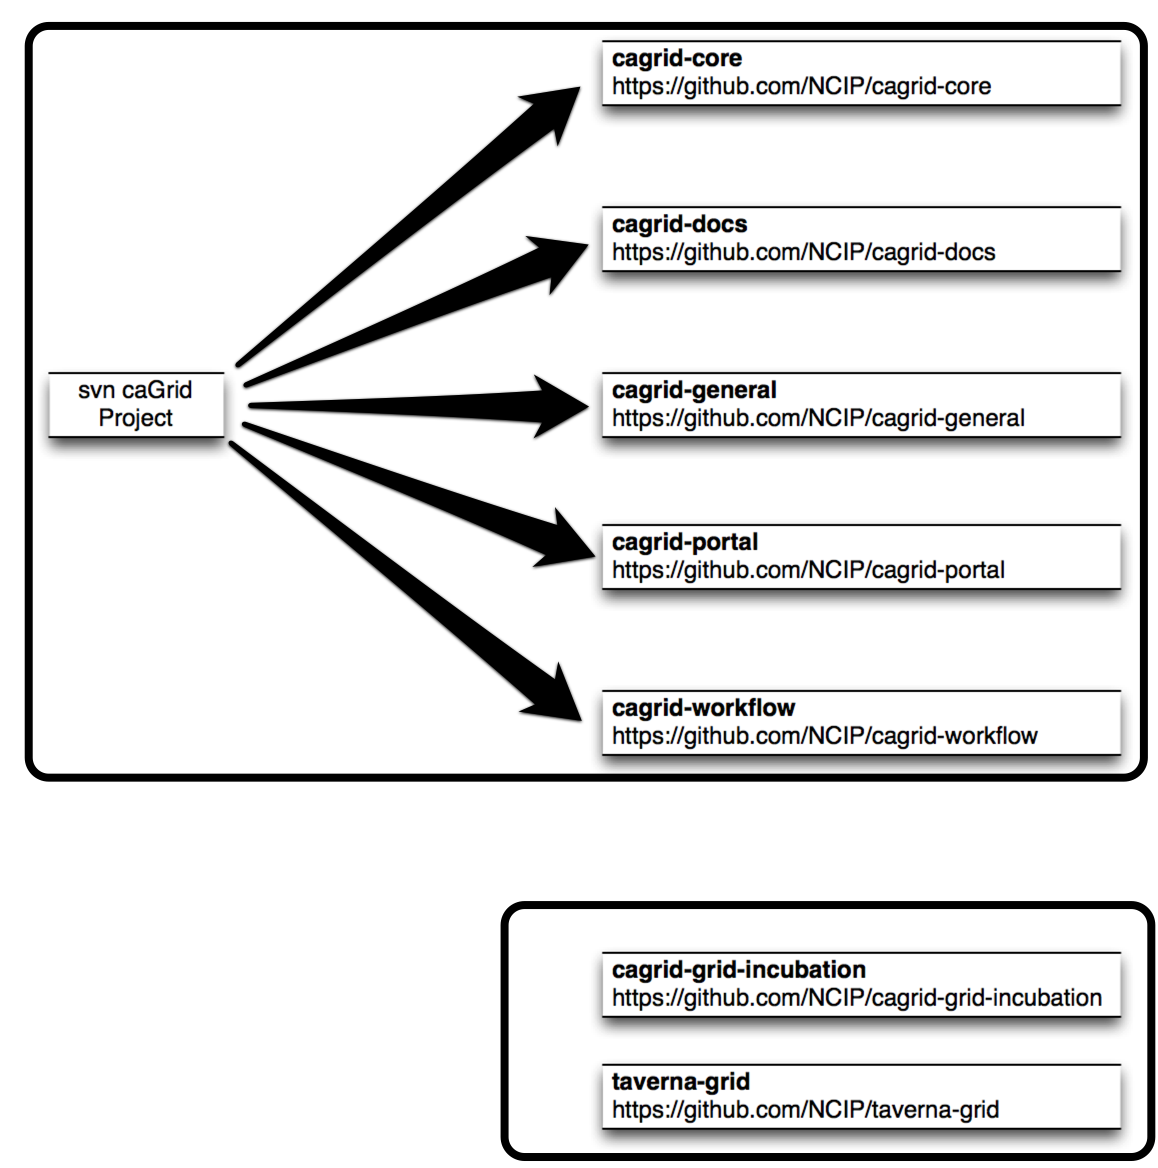 cagrid-core
https://github.com/NCIP/cagrid-core
cagrid-docs
https://github.com/NCIP/cagrid-docs
svn caGrid
Project
cagrid-general
https://github.com/NCIP/cagrid-general
cagrid-portal
https://github.com/NCIP/cagrid-portal
cagrid-workflow
https://github.com/NCIP/cagrid-workflow
cagrid-grid-incubation
https://github.com/NCIP/cagrid-grid-incubation
taverna-grid
https://github.com/NCIP/taverna-grid